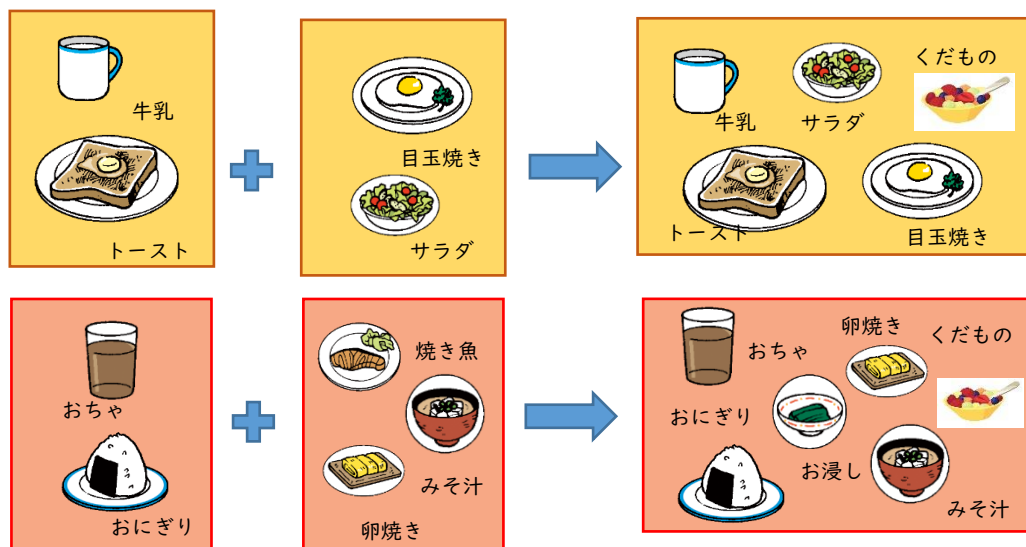 牛乳
トースト
目玉焼き
サラダ
くだもの
牛乳
サラダ
トースト
目玉焼き
おちゃ
おにぎり
焼き魚
みそ汁
卵焼き
卵焼き
くだもの
おちゃ
おにぎり
お浸し
みそ汁